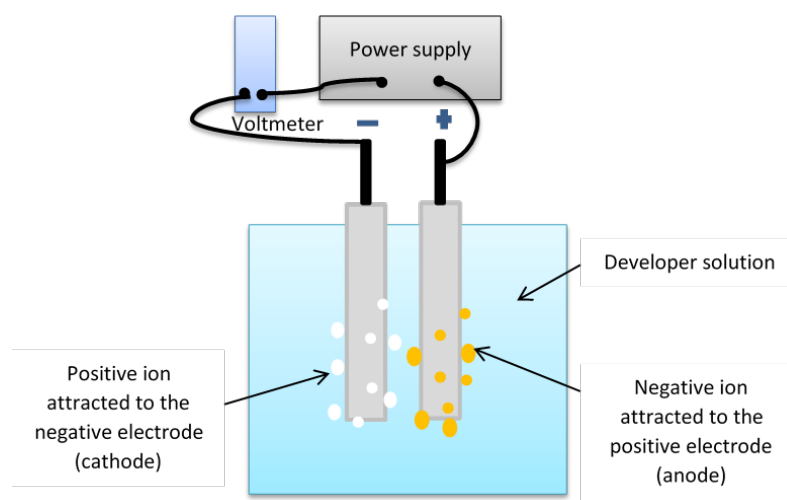 Power supply
Voltmeter
− +
Developer solution
Positive ion
attracted to the
negative electrode
(cathode)
Negative ion
attracted to the
positive electrode
(anode)